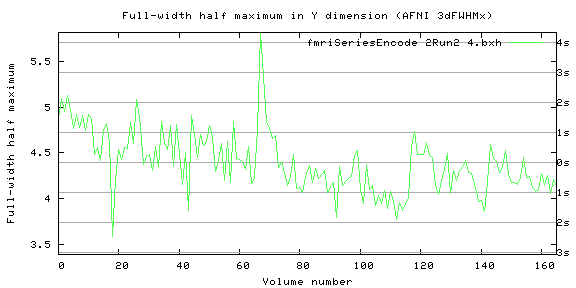 Full-width half maximum in Y dimension (AFNI 3dFWHMx)
fmriSeriesEncode 2Run2 4.bxh
Full-width half maximum
5.5
5
4.5
4
3.5
4s
3s
2s
1s
0s
1s
2s
3s
0 20 40 60 80 100 120 140 160
Volume number